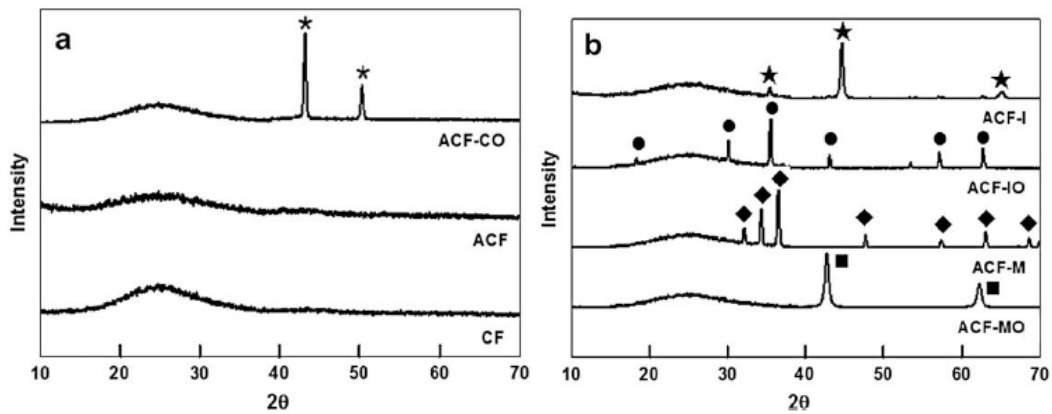 a
ACF-CO
ACF
CF
Intensity
10 20 30 40 50 60 70
2θ
b
ACF-I
ACF-IO
ACF-M
ACF-MO
Intensity
10 20 30 40 50 60 70
2θ